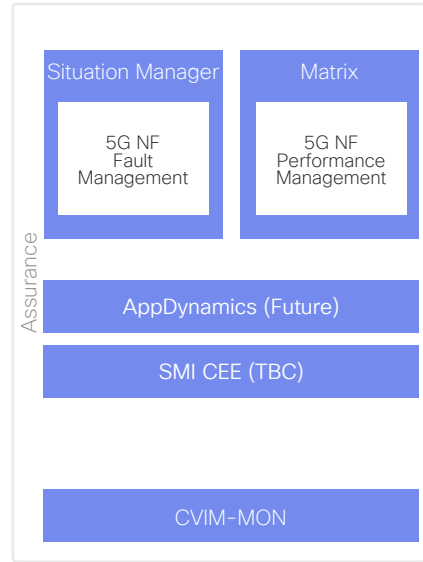 Situation Manager
5G NF
Fault
Management
Matrix
5G NF
Performance
Management
Assurance
AppDynamics (Future)
SMI CEE (TBC)
CVIM-MON